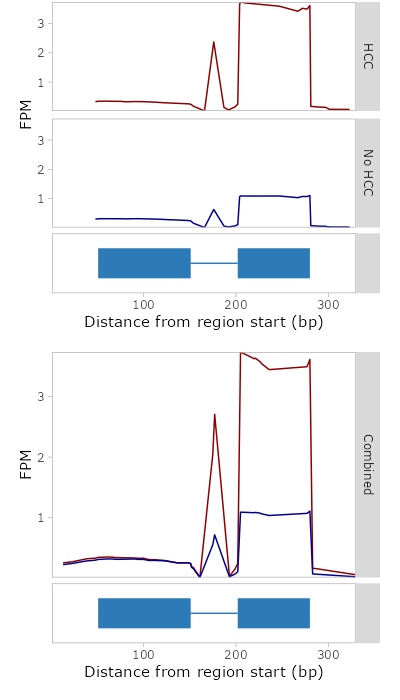 3
2
1
HCC
FPM
3
2
1
No HCC
100 200 300
Distance from region start (bp)
3
2
1
FPM
Combined
100 200 300
Distance from region start (bp)